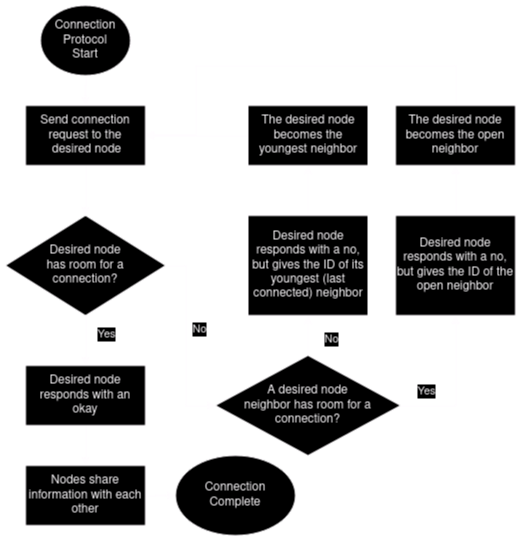 Connection
Protocol
Start
Send connection
request to the
desired node
The desired node
becomes the
youngest neighbor
The desired node
becomes the open
neighbor
Desired node
has room for a
connection?
Desired node
responds with a no,
but gives the ID of its
youngest (last
connected) neighbor
Desired node
responds with a no,
but gives the ID of the
open neighbor
Yes
No
No
Desired node
responds with an
okay
A desired node
neighbor has room for a
connection?
Yes
Nodes share
information with each
other
Connection
Complete